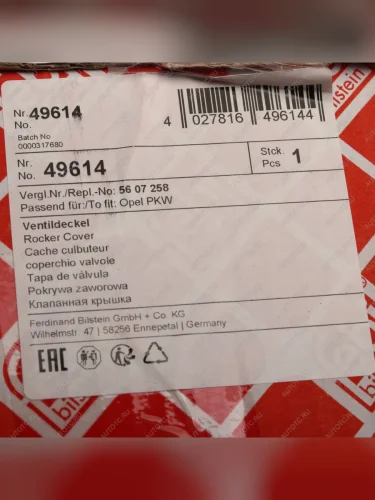 Nr. 49614
No.
Batch No
0000317680
4 027816 496144
Nr.
No. 49614
Stck.
Pcs 1
Vergl.Nr./Repl.-No: 56 07 258
Passend für:/To fit: Opel PKW
Ventildeckel
Rocker Cover
Cache culbuteur
coperchio valvole
Tapa de válvula
Pokrywa zaworowa
Клапанная крышка
Ferdinand Bilstein GmbH + Co. KG
Wilhelmstr. 47 | 58256 Ennepetal | Germany
EAC
bilstein